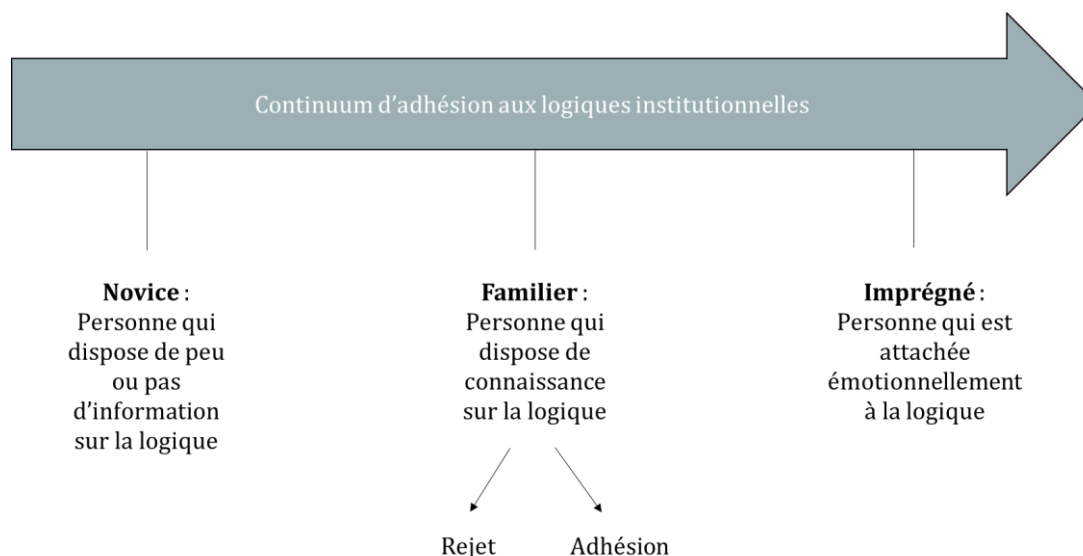 Continuum d’adhésion aux logiques institutionnelles
Novice :
Personne qui
dispose de peu
ou pas
d’information
sur la logique
Familier :
Personne qui
dispose de
connaissance
sur la logique
Imprégné :
Personne qui est
attachée
émotionnellement
à la logique
Rejet
Adhésion